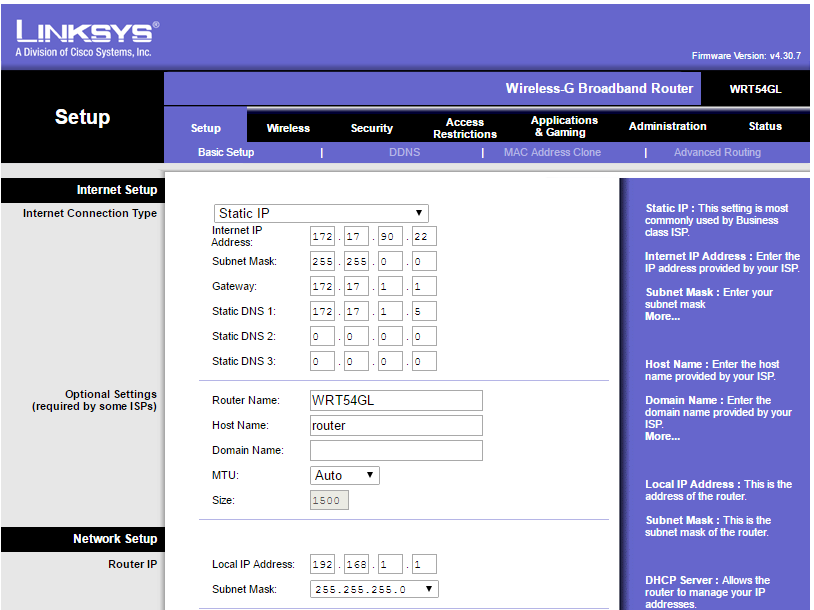 LINKSYS®
A Division of Cisco Systems, Inc.
Firmware Version: v4.30.7
Setup
Wireless-G Broadband Router
WRT54GL
Setup
Wireless
Security
Access
Restrictions
Applications
& Gaming
Administration
Status
Basic Setup | DDNS | MAC Address Clone | Advanced Routing
Internet Setup
Internet Connection Type
Static IP
Internet IP
Address: 172 . 17 . 90 . 22
Subnet Mask: 255 . 255 . 0 . 0
Gateway: 172 . 17 . 1 . 1
Static DNS 1: 172 . 17 . 1 . 5
Static DNS 2: 0 . 0 . 0 . 0
Static DNS 3: 0 . 0 . 0 . 0
Optional Settings
(required by some ISPs)
Router Name: WRT54GL
Host Name: router
Domain Name:
MTU: Auto
Size: 1500
Network Setup
Router IP
Local IP Address: 192 . 168 . 1 . 1
Subnet Mask: 255.255.255.0
Static IP : This setting is most
commonly used by Business
class ISP.
Internet IP Address : Enter the
IP address provided by your ISP.
Subnet Mask : Enter your
subnet mask
More...
Host Name : Enter the host
name provided by your ISP.
Domain Name : Enter the
domain name provided by your
ISP.
More...
Local IP Address : This is the
address of the router.
Subnet Mask : This is the
subnet mask of the router.
DHCP Server : Allows the
router to manage your IP
addresses.